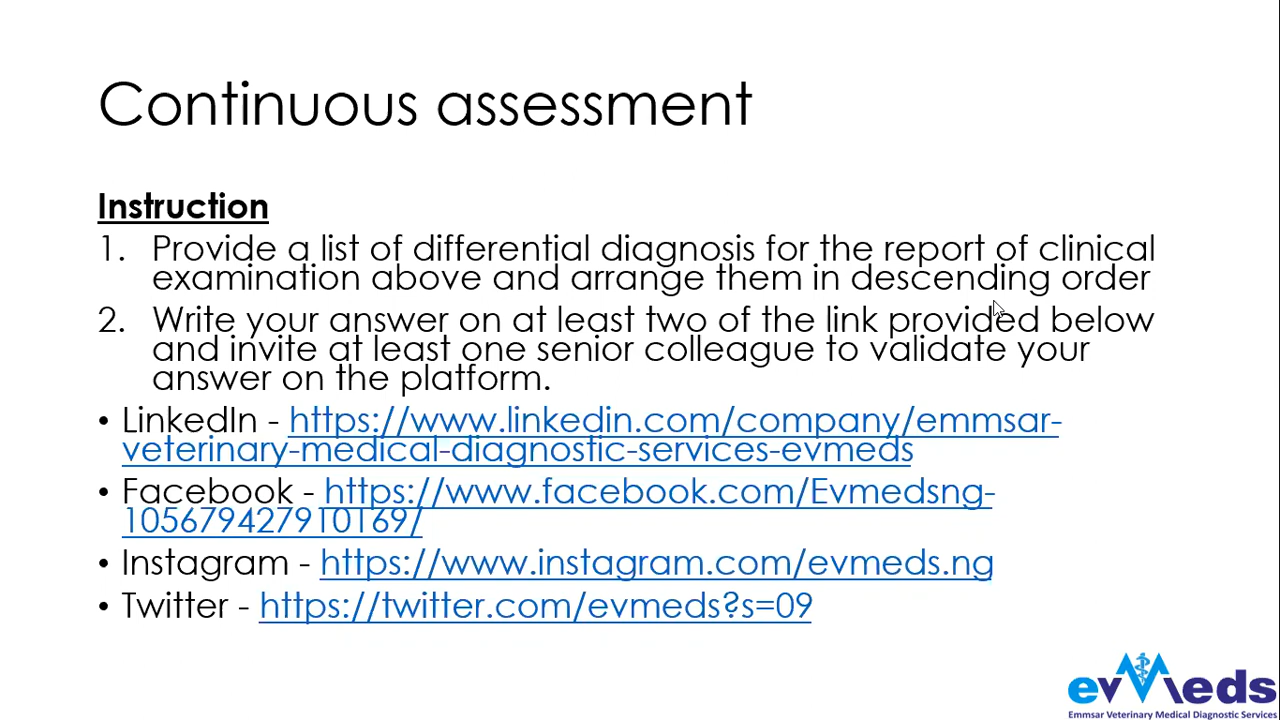 Continuous assessment
Instruction
1. Provide a list of differential diagnosis for the report of clinical
examination above and arrange them in descending order
2. Write your answer on at least two of the link provided below
and invite at least one senior colleague to validate your
answer on the platform.
• LinkedIn - https://www.linkedin.com/company/emmsar-
veterinary-medical-diagnostic-services-evmeds
• Facebook - https://www.facebook.com/Evmedsng-
105679427910169/
• Instagram - https://www.instagram.com/evmeds.ng
• Twitter - https://twitter.com/evmeds?s=09
evMeds
Emmsar Veterinary Medical Diagnostic Services